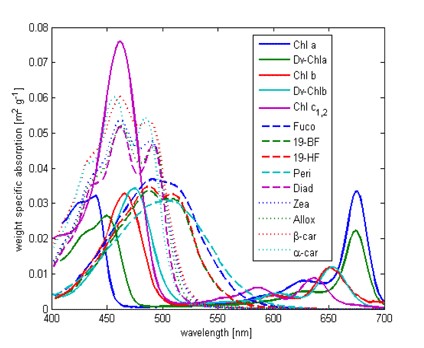 0.08
0.07
0.06
0.05
0.04
0.03
0.02
0.01
0
weight specific absorption [m² g⁻¹]
400 450 500 550 600 650 700
wavelength [nm]
Chl a
Dv-Chla
Chl b
Dv-Chlb
Chl c1,2
Fuco
19-BF
19-HF
Peri
Diad
Zea
Allox
β-car
α-car